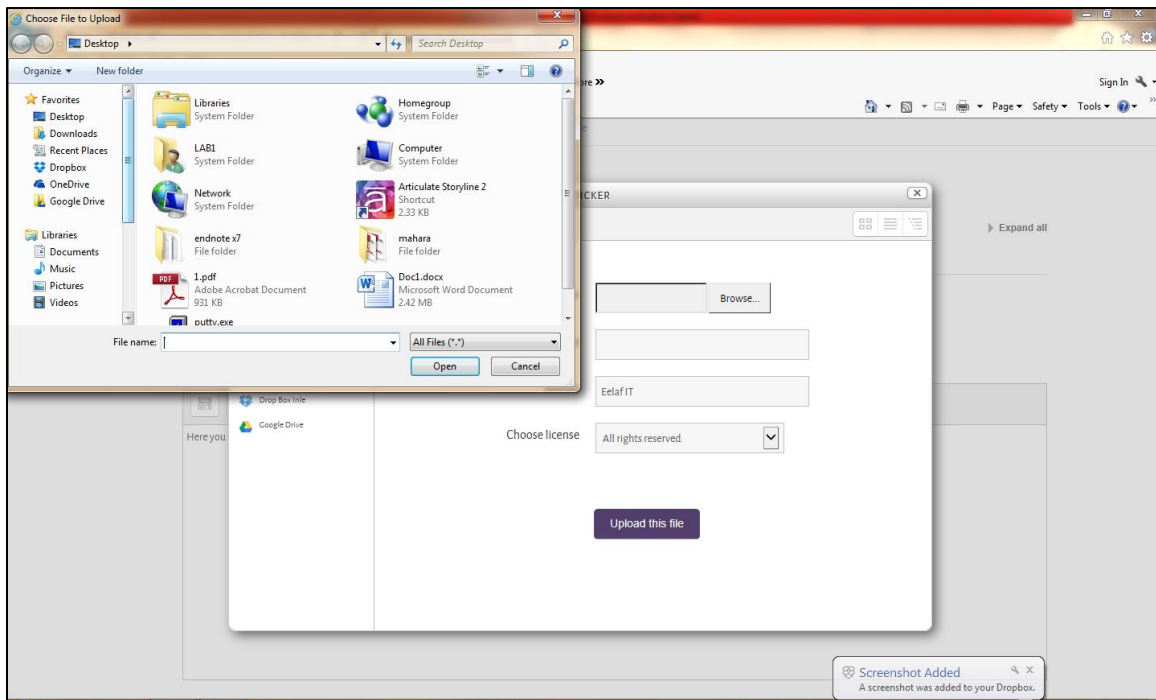 Choose File to Upload
Desktop
Search Desktop
Organize
New folder
Favorites
Desktop
Downloads
Recent Places
Dropbox
OneDrive
Google Drive
Libraries
Documents
Music
Pictures
Videos
Libraries
System Folder
Homegroup
System Folder
LAB1
System Folder
Computer
System Folder
Network
System Folder
Articulate Storyline 2
Shortcut
2.33 KB
endnote x7
File folder
mahara
File folder
PDF
1.pdf
Adobe Acrobat Document
931 KB
Doc1.docx
Microsoft Word Document
2.42 MB
putty.exe
File name:
All Files (*.*)
Open
Cancel
Sign In
Page
Safety
Tools
ICKER
Expand all
Browse...
Eelaf IT
Drop Box Inle
Google Drive
Here you
Choose license
All rights reserved
Upload this file
Screenshot Added
A screenshot was added to your Dropbox.